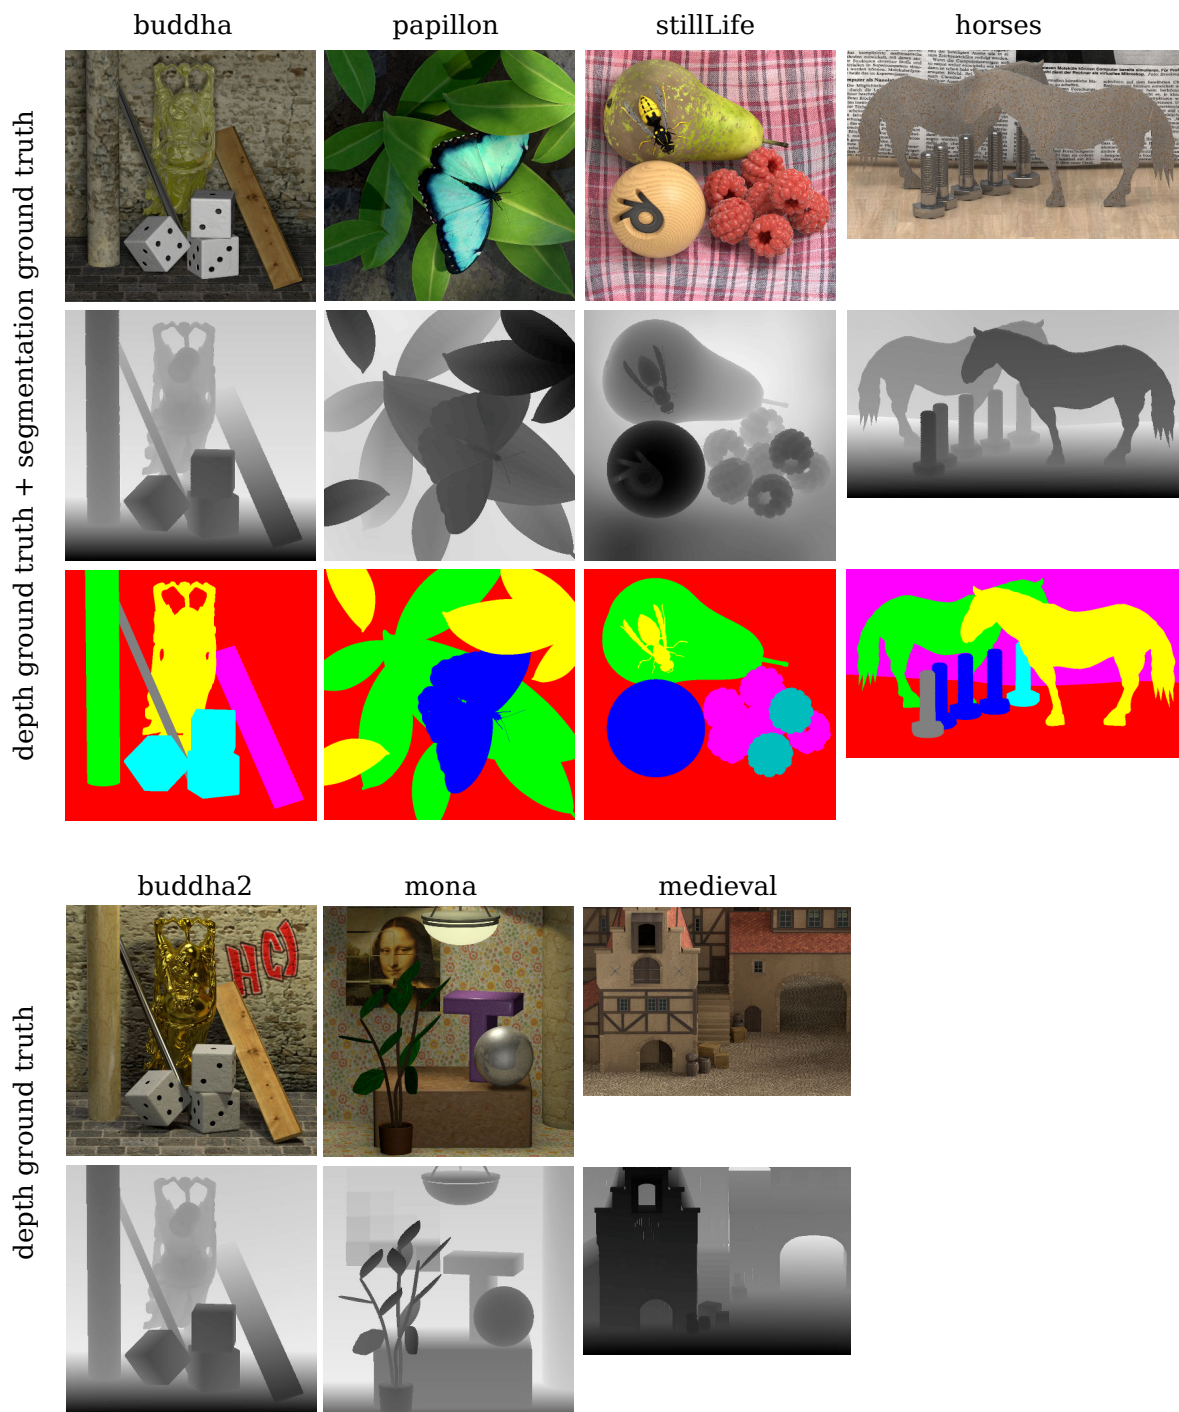 buddha
papillon
stillLife
horses
depth ground truth + segmentation ground truth
buddha2
HCI
mona
medieval
depth ground truth